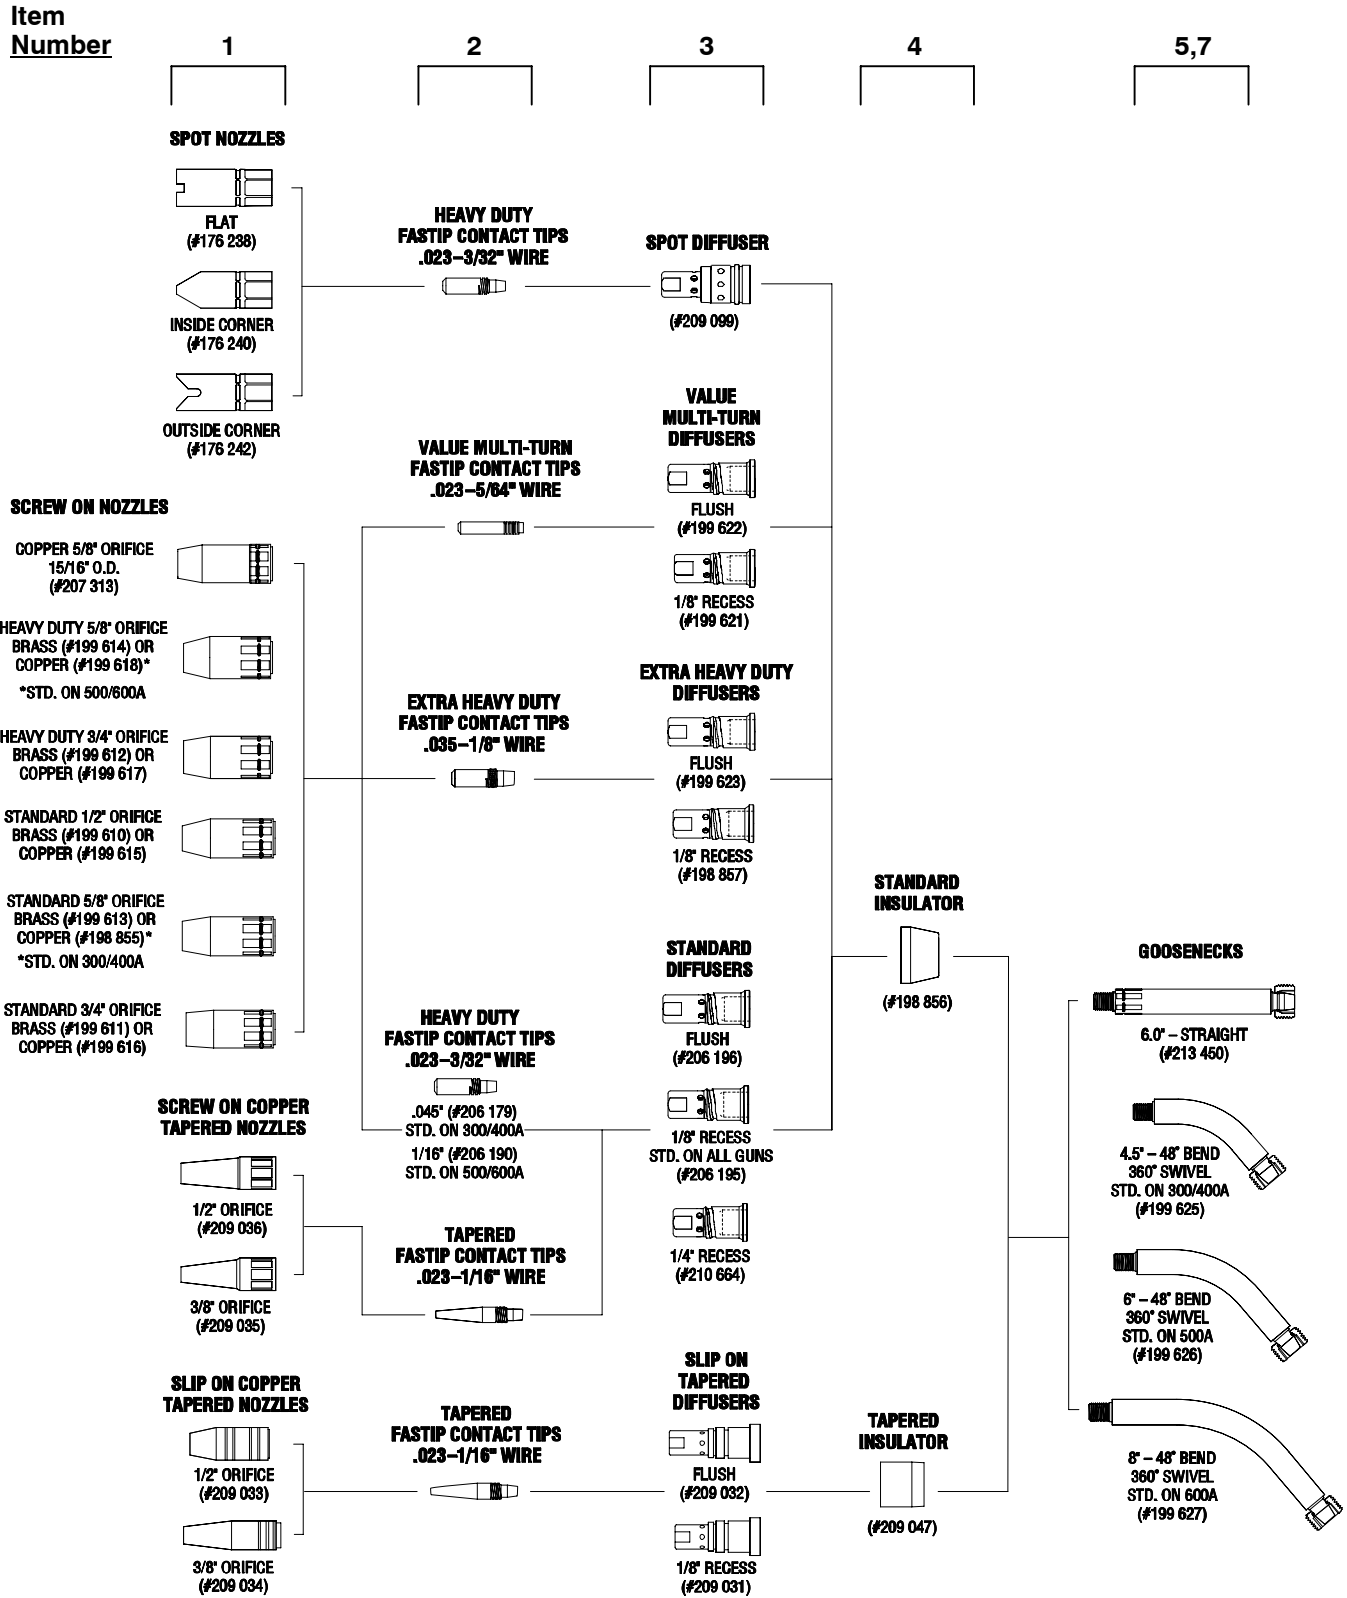 Item
Number
1
2
3
4
5,7
SPOT NOZZLES
FLAT
(#176 238)
INSIDE CORNER
(#176 240)
OUTSIDE CORNER
(#176 242)
SCREW ON NOZZLES
COPPER 5/8" ORIFICE
15/16" O.D.
(#207 313)
HEAVY DUTY 5/8" ORIFICE
BRASS (#199 614) OR
COPPER (#199 618)*
*STD. ON 500/600A
HEAVY DUTY 3/4" ORIFICE
BRASS (#199 612) OR
COPPER (#199 617)
STANDARD 1/2" ORIFICE
BRASS (#199 610) OR
COPPER (#199 615)
STANDARD 5/8" ORIFICE
BRASS (#199 613) OR
COPPER (#198 855)*
*STD. ON 300/400A
STANDARD 3/4" ORIFICE
BRASS (#199 611) OR
COPPER (#199 616)
SCREW ON COPPER
TAPERED NOZZLES
1/2" ORIFICE
(#209 036)
3/8" ORIFICE
(#209 035)
SLIP ON COPPER
TAPERED NOZZLES
1/2" ORIFICE
(#209 033)
3/8" ORIFICE
(#209 034)
HEAVY DUTY
FASTIP CONTACT TIPS
.023–3/32" WIRE
VALUE MULTI-TURN
FASTIP CONTACT TIPS
.023–5/64" WIRE
EXTRA HEAVY DUTY
FASTIP CONTACT TIPS
.035–1/8" WIRE
HEAVY DUTY
FASTIP CONTACT TIPS
.023–3/32" WIRE
.045" (#206 179)
STD. ON 300/400A
1/16" (#206 190)
STD. ON 500/600A
TAPERED
FASTIP CONTACT TIPS
.023–1/16" WIRE
TAPERED
FASTIP CONTACT TIPS
.023–1/16" WIRE
SPOT DIFFUSER
(#209 099)
VALUE
MULTI-TURN
DIFFUSERS
FLUSH
(#199 622)
1/8" RECESS
(#199 621)
EXTRA HEAVY DUTY
DIFFUSERS
FLUSH
(#199 623)
1/8" RECESS
(#198 857)
STANDARD
DIFFUSERS
FLUSH
(#206 196)
1/8" RECESS
STD. ON ALL GUNS
(#206 195)
1/4" RECESS
(#210 664)
SLIP ON
TAPERED
DIFFUSERS
FLUSH
(#209 032)
1/8" RECESS
(#209 031)
STANDARD
INSULATOR
(#198 856)
TAPERED
INSULATOR
(#209 047)
GOOSENECKS
6.0" – STRAIGHT
(#213 450)
4.5" – 48° BEND
360° SWIVEL
STD. ON 300/400A
(#199 625)
6" – 48° BEND
360° SWIVEL
STD. ON 500A
(#199 626)
8" – 48° BEND
360° SWIVEL
STD. ON 600A
(#199 627)